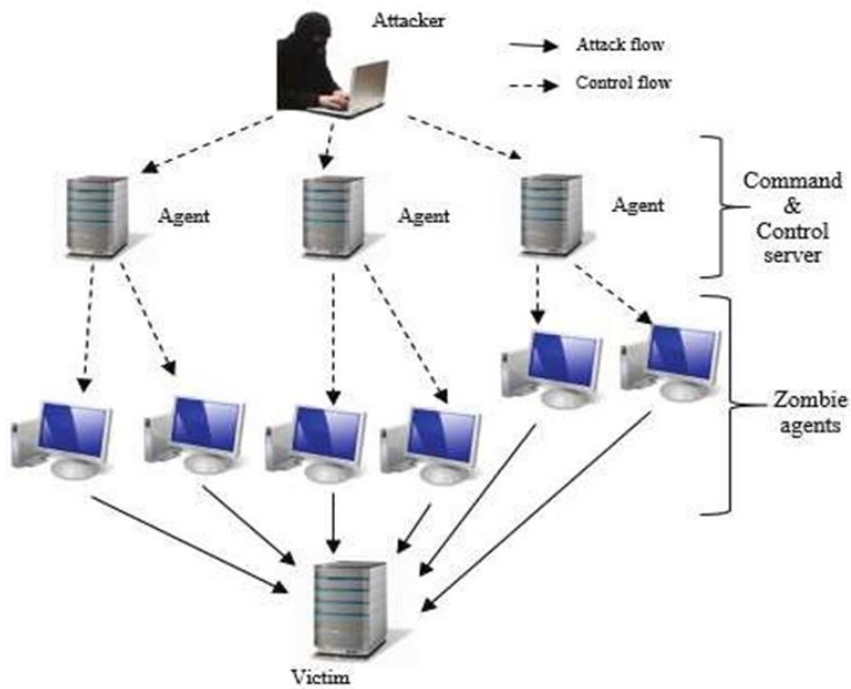 Attacker
Attack flow
Control flow
Agent
Agent
Agent
Command
&
Control
server
Zombie
agents
Victim